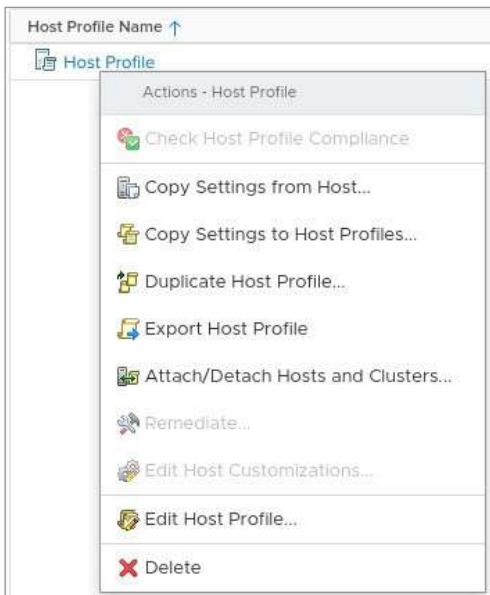 Host Profile Name ↑
Host Profile
Actions - Host Profile
Check Host Profile Compliance
Copy Settings from Host...
Copy Settings to Host Profiles...
Duplicate Host Profile...
Export Host Profile
Attach/Detach Hosts and Clusters...
Remediate...
Edit Host Customizations...
Edit Host Profile...
Delete